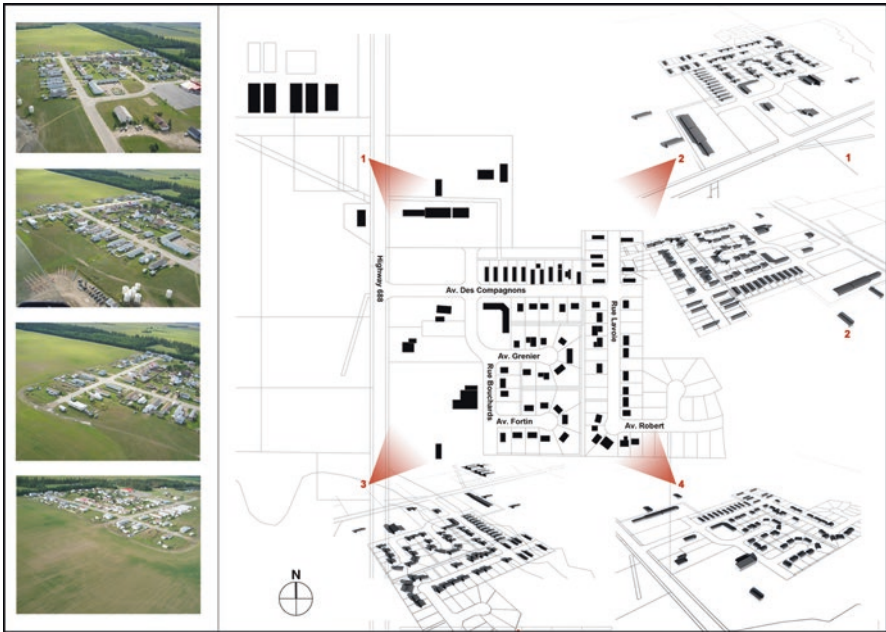 1
2
1
Highway 688
Av. Des Compagnons
Rue Lavoie
2
Av. Grenier
Rue Bouchards
Av. Fortin
Av. Robert
3
4
N